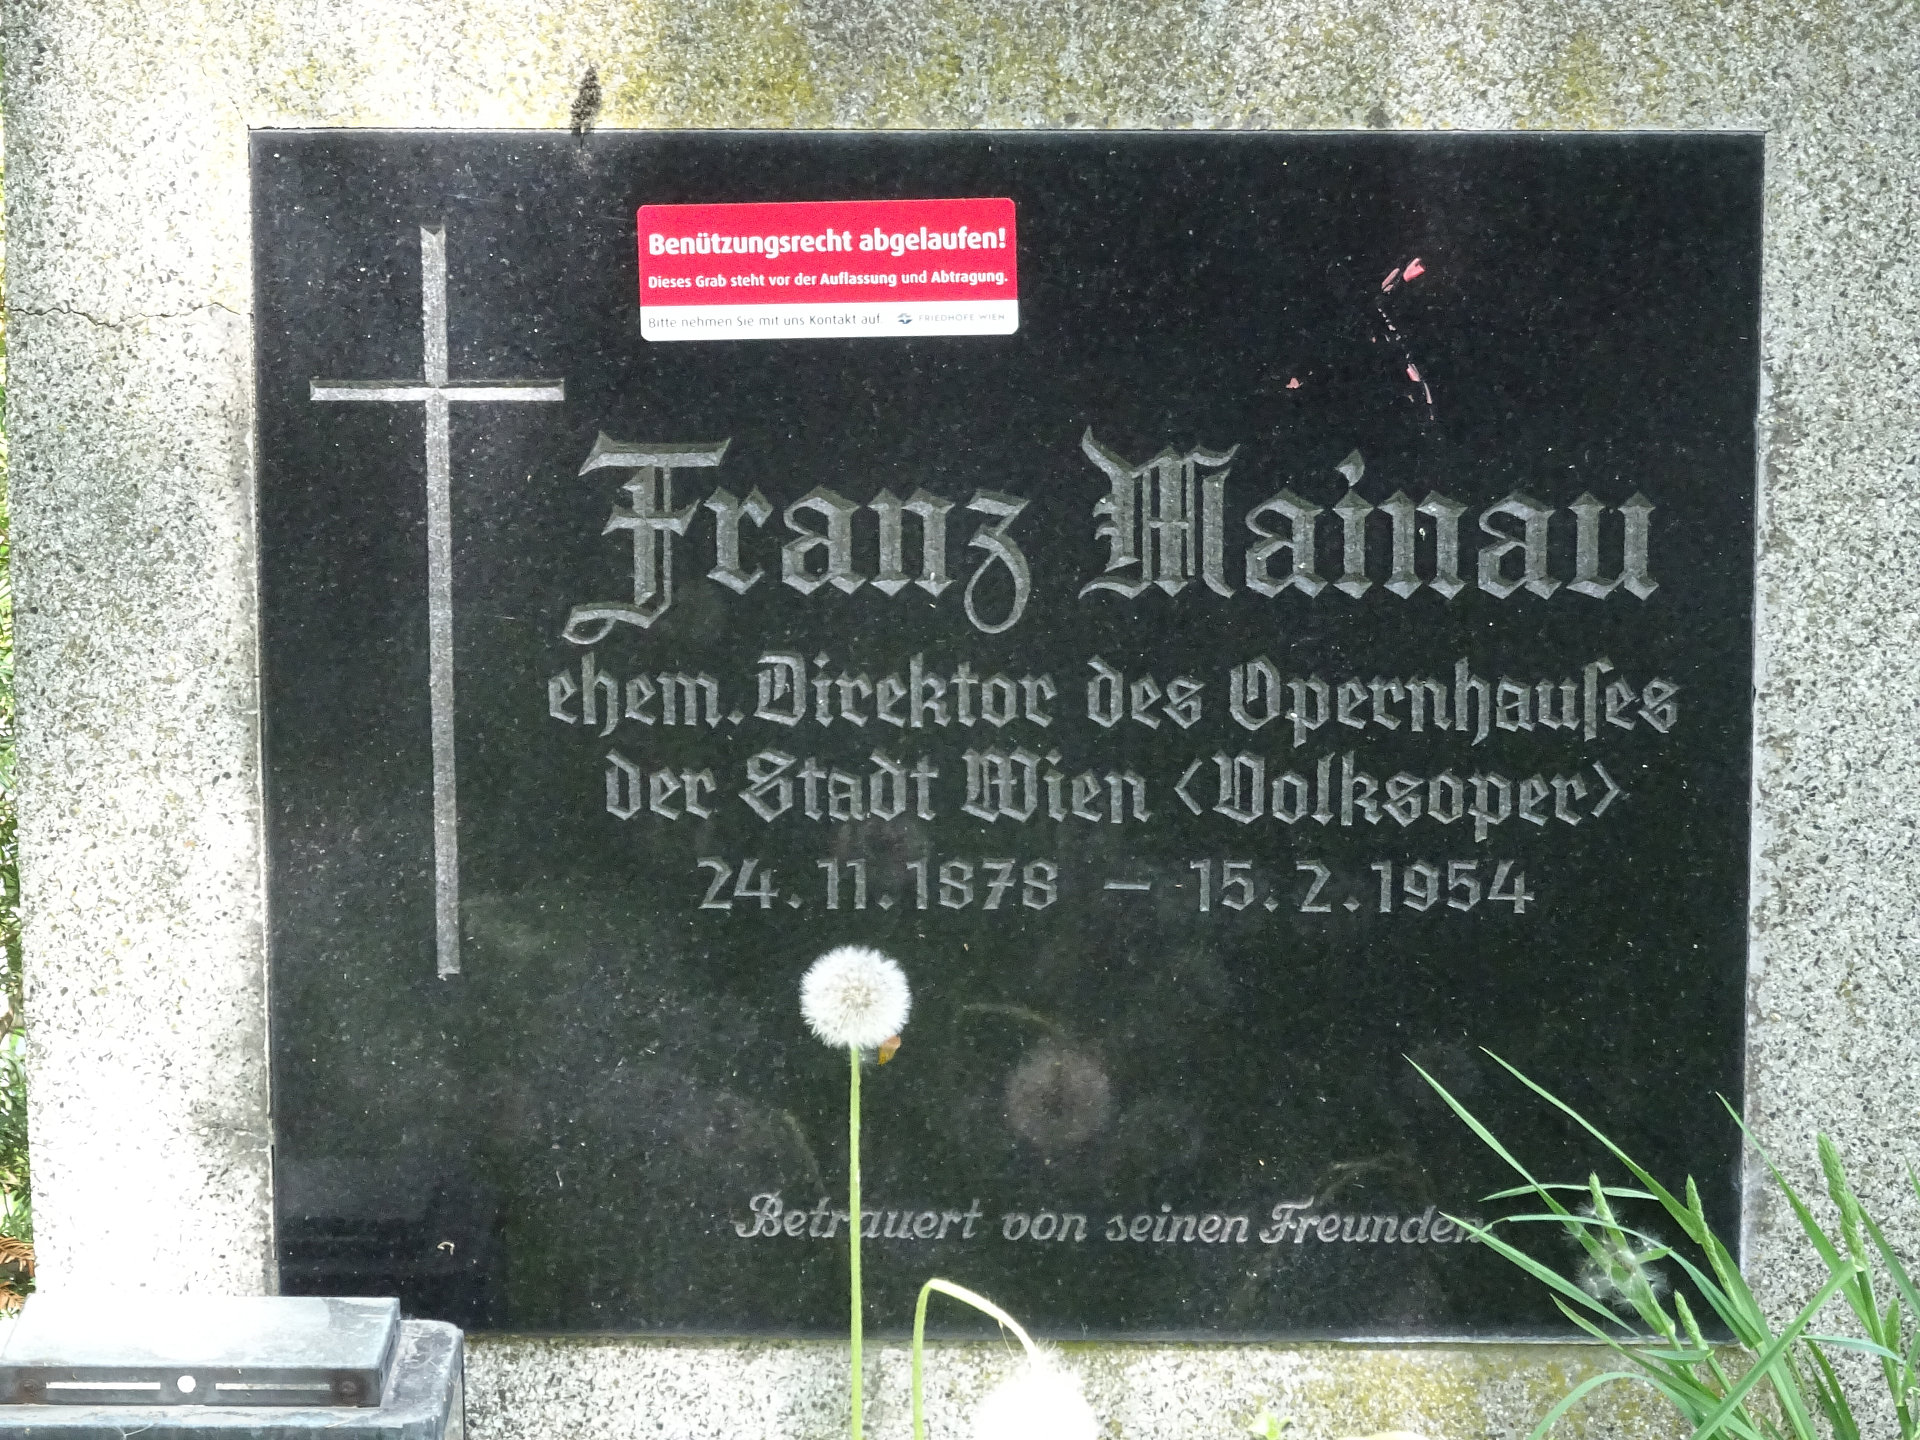 Benützungsrecht abgelaufen!
Dieses Grab steht vor der Auflassung und Abtragung.
Bitte nehmen Sie mit uns Kontakt auf. FRIEDHÖFE WIEN
Franz Mainau
ehem. Direktor des Opernhauſes
der Stadt Wien (Volksoper)
24.11.1878 – 15.2.1954
Betrauert von seinen Freunden